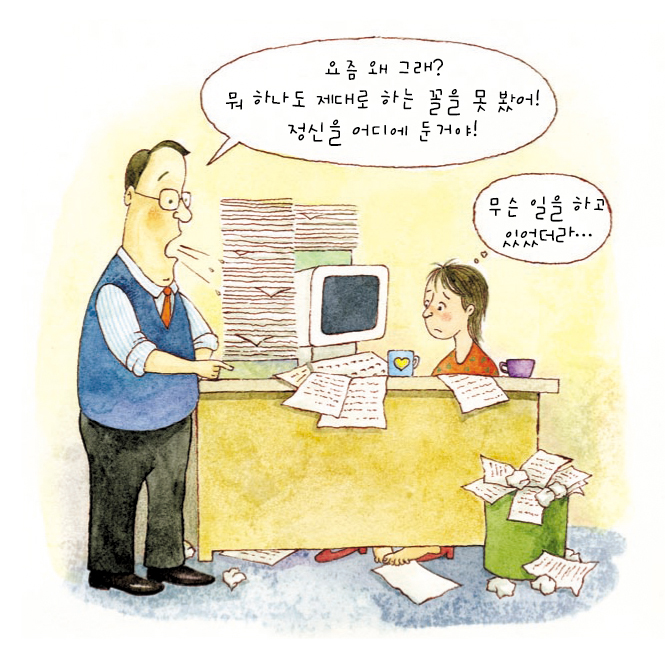 요즘 왜 그래?
뭐 하나도 제대로 하는 꼴을 못 봤어!
정신을 어디에 둔거야!
무슨 일을 하고
있었더라...